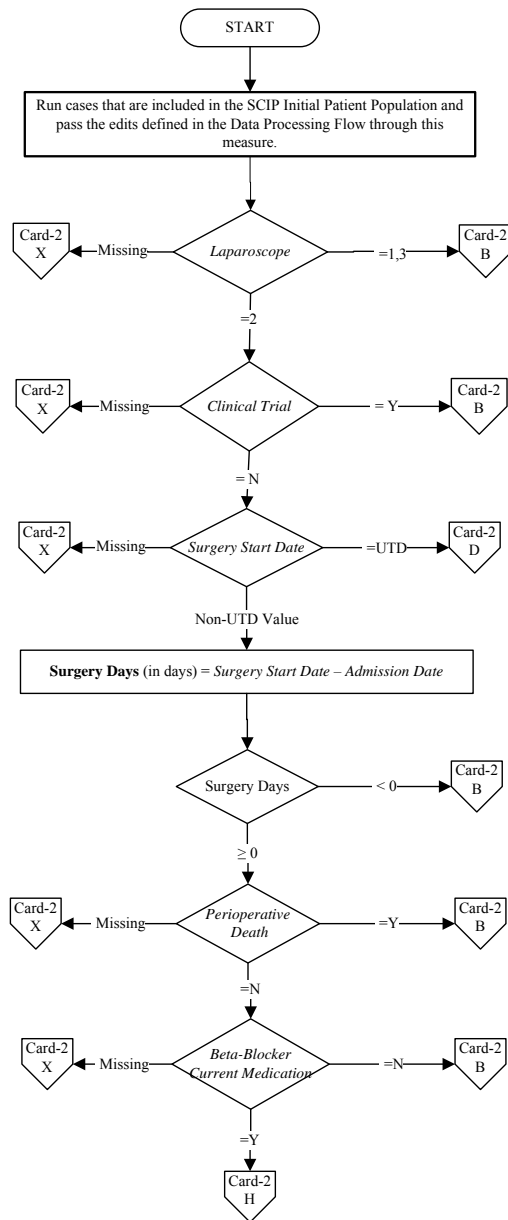 START
Run cases that are included in the SCIP Initial Patient Population and
pass the edits defined in the Data Processing Flow through this
measure.
Card-2
X
Missing
Laparoscope
=1,3
Card-2
B
=2
Card-2
X
Missing
Clinical Trial
= Y
Card-2
B
= N
Card-2
X
Missing
Surgery Start Date
=UTD
Card-2
D
Non-UTD Value
Surgery Days (in days) = Surgery Start Date – Admission Date
Surgery Days
< 0
Card-2
B
≥ 0
Card-2
X
Missing
Perioperative
Death
=Y
Card-2
B
=N
Card-2
X
Missing
Beta-Blocker
Current Medication
=N
Card-2
B
=Y
Card-2
H